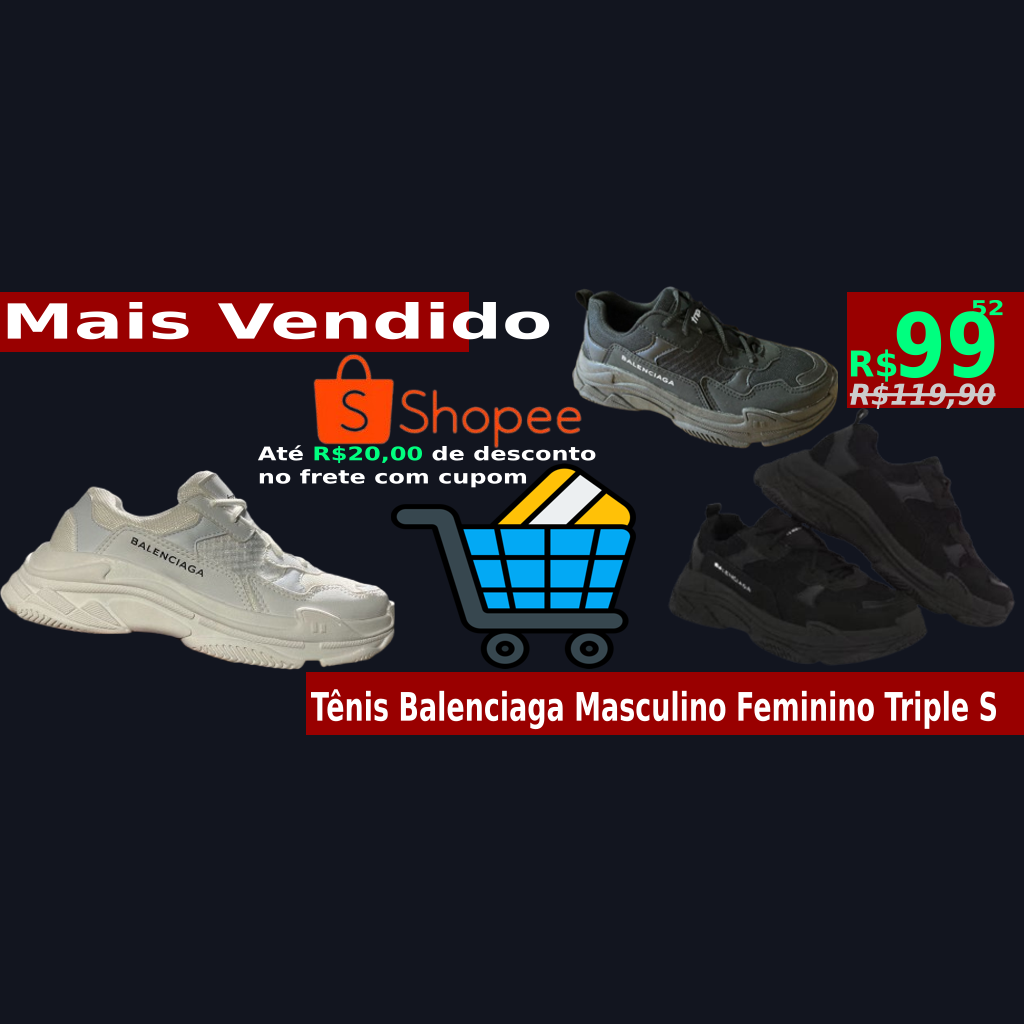 Mais Vendido
52
R$99
R$119,90
S Shopee
Até R$20,00 de desconto
no frete com cupom
BALENCIAGA
BALENCIAGA
BALENCIAGA
Tênis Balenciaga Masculino Feminino Triple S